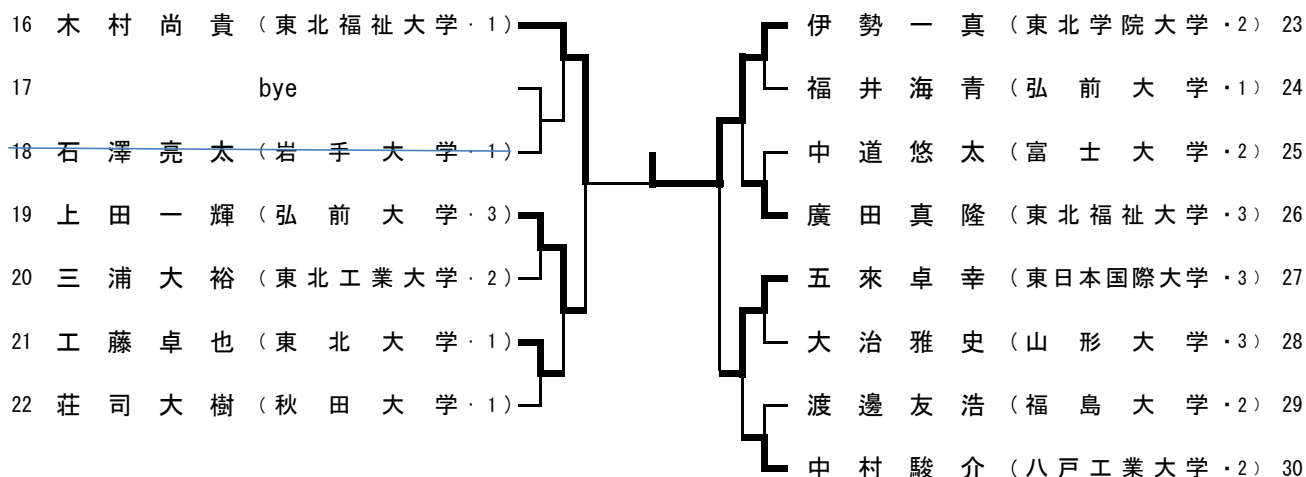 16 木村尚貴 (東北福祉大学・1)
17 bye
18 石澤亮太 (岩手大学・1)
19 上田一輝 (弘前大学・3)
20 三浦大裕 (東北工業大学・2)
21 工藤卓也 (東北大学・1)
22 荘司大樹 (秋田大学・1)
伊勢一真 (東北学院大学・2) 23
福井海青 (弘前大学・1) 24
中道悠太 (富士大学・2) 25
廣田真隆 (東北福祉大学・3) 26
五來卓幸 (東日本国際大学・3) 27
大治雅史 (山形大学・3) 28
渡邊友浩 (福島大学・2) 29
中村駿介 (八戸工業大学・2) 30